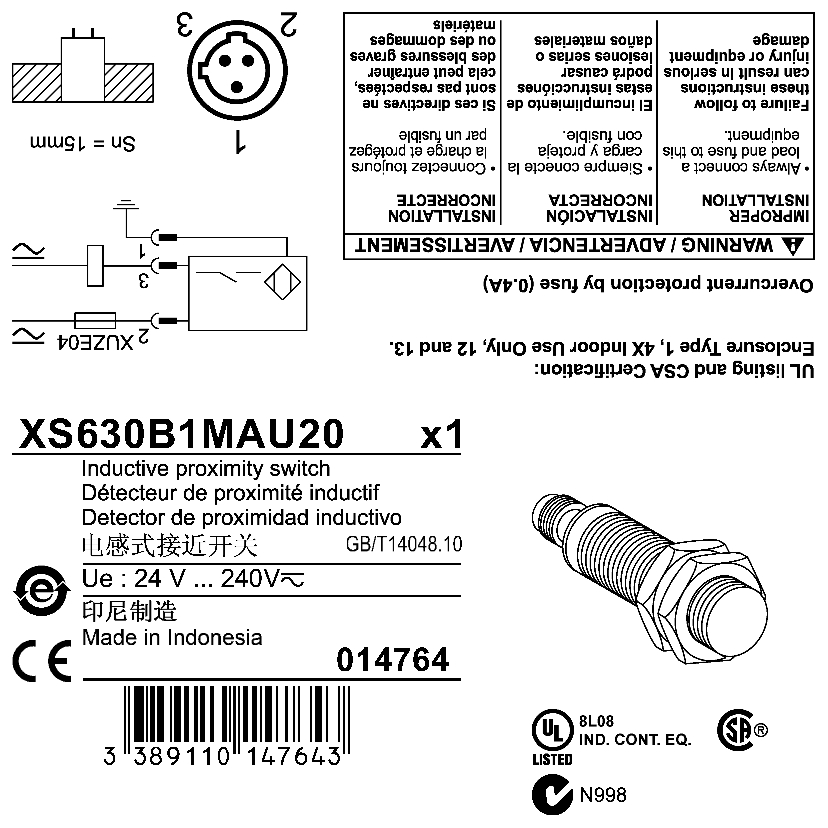 UL listing and CSA Certification:
Enclosure Type 1, 4X Indoor Use Only, 12 and 13.
Overcurrent protection by fuse (0.4A)
WARNING / ADVERTENCIA / AVERTISSEMENT
IMPROPER
INSTALLATION
• Always connect a
load and fuse to this
equipment.
Failure to follow
these instructions
can result in serious
injury or equipment
damage
INSTALACIÓN
INCORRECTA
• Siempre conecte la
carga y proteja
con fusible.
El incumplimiento de
estas instrucciónes
podrá causar
lesiones serias o
daños materiales
INSTALLATION
INCORRECTE
• Connectez toujours
la charge et protégez
par un fusible
Si ces directives ne
sont pas respectées,
cela peut entraîner
des blessures graves
ou des dommages
matériels
2
XUZE04
3
1
1
2
3
Sn = 15mm
XS630B1MAU20 x1
Inductive proximity switch
Détecteur de proximité inductif
Detector de proximidad inductivo
电感式接近开关 GB/T14048.10
Ue : 24 V ... 240V
印尼制造
Made in Indonesia
CE
014764
3 389110 147643
UL
LISTED
8L08
IND. CONT. EQ.
SA ®
N998